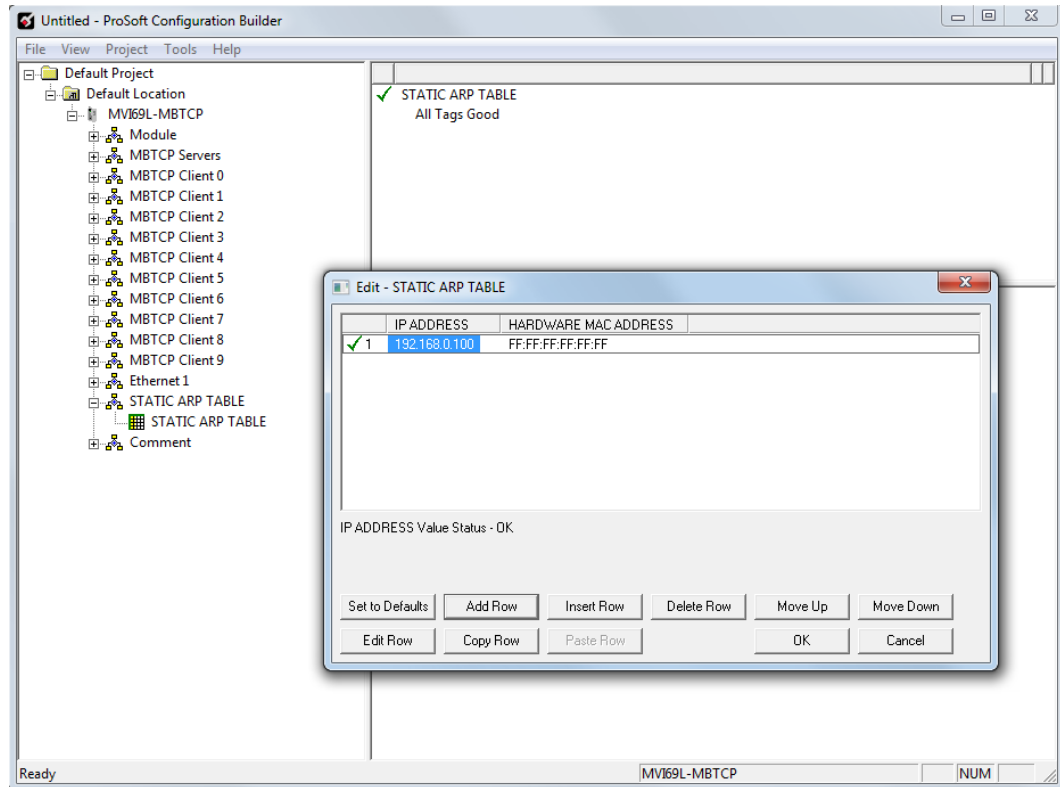 Untitled - ProSoft Configuration Builder
File View Project Tools Help
Default Project
Default Location
MVI69L-MBTCP
Module
MBTCP Servers
MBTCP Client 0
MBTCP Client 1
MBTCP Client 2
MBTCP Client 3
MBTCP Client 4
MBTCP Client 5
MBTCP Client 6
MBTCP Client 7
MBTCP Client 8
MBTCP Client 9
Ethernet 1
STATIC ARP TABLE
STATIC ARP TABLE
Comment
STATIC ARP TABLE
All Tags Good
Edit - STATIC ARP TABLE
IP ADDRESS HARDWARE MAC ADDRESS
1 192.168.0.100 FF:FF:FF:FF:FF:FF
IP ADDRESS Value Status - OK
Set to Defaults Add Row Insert Row Delete Row Move Up Move Down
Edit Row Copy Row Paste Row OK Cancel
Ready MVI69L-MBTCP NUM